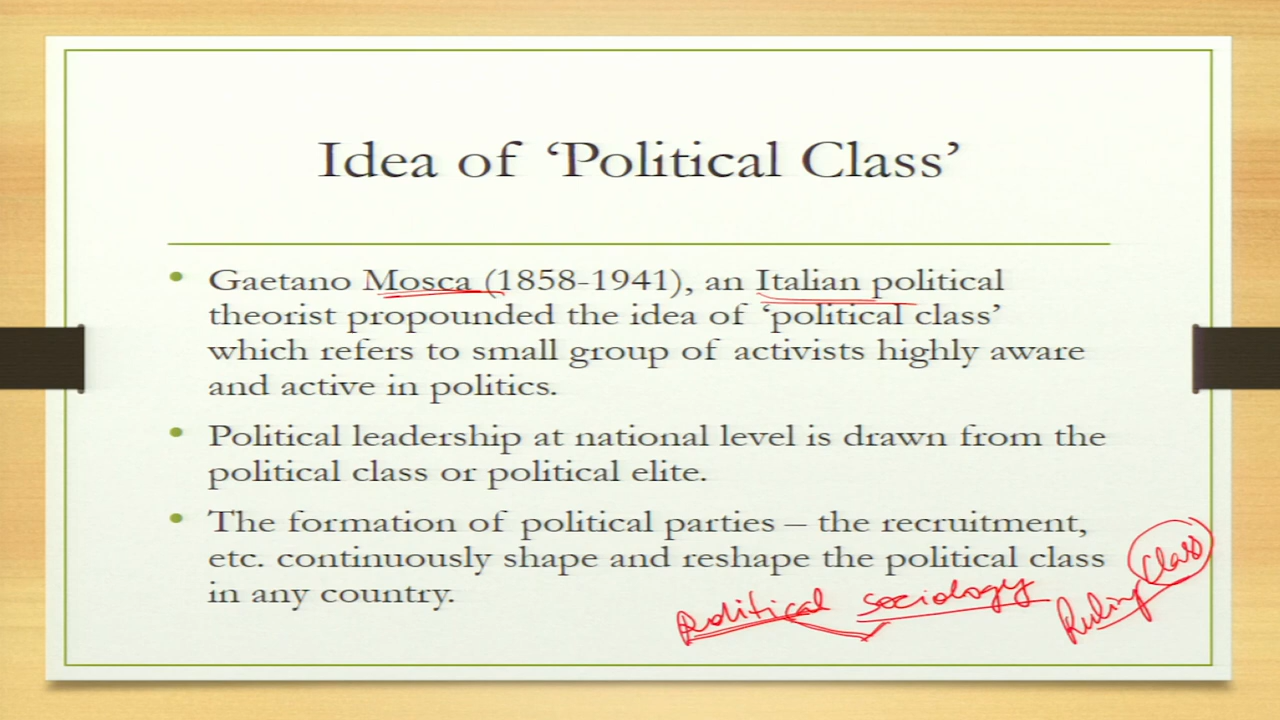 Idea of ‘Political Class’
• Gaetano Mosca (1858-1941), an Italian political
theorist propounded the idea of ‘political class’
which refers to small group of activists highly aware
and active in politics.
• Political leadership at national level is drawn from the
political class or political elite.
• The formation of political parties – the recruitment,
etc. continuously shape and reshape the political class
in any country.
Political sociology
Ruling class